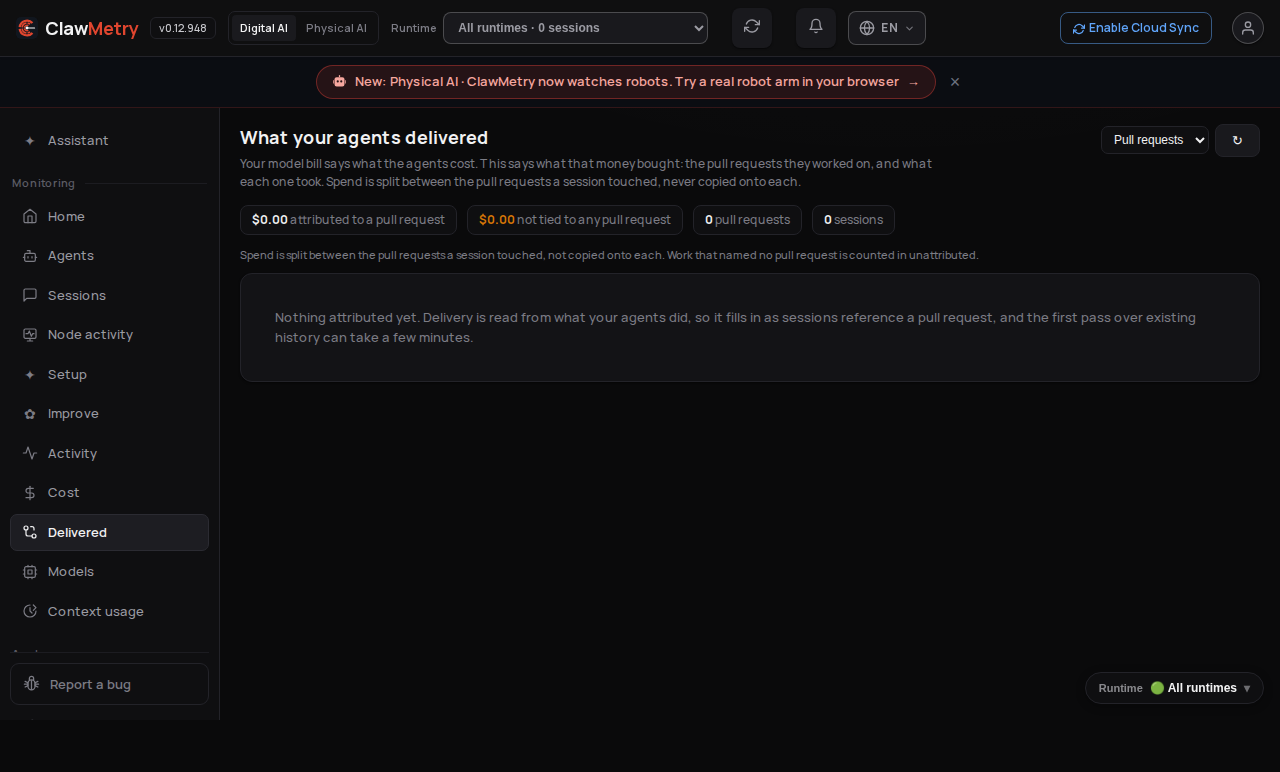 ClawMetry
v0.12.948
Digital AI
Physical AI
Runtime
All runtimes · 0 sessions
EN
Enable Cloud Sync
New: Physical AI · ClawMetry now watches robots. Try a real robot arm in your browser →
×
Assistant
Monitoring
Home
Agents
Sessions
Node activity
Setup
Improve
Activity
Cost
Delivered
Models
Context usage
Report a bug
What your agents delivered
Pull requests
Your model bill says what the agents cost. This says what that money bought: the pull requests they worked on, and what
each one took. Spend is split between the pull requests a session touched, never copied onto each.
$0.00 attributed to a pull request
$0.00 not tied to any pull request
0 pull requests
0 sessions
Spend is split between the pull requests a session touched, not copied onto each. Work that named no pull request is counted in unattributed.
Nothing attributed yet. Delivery is read from what your agents did, so it fills in as sessions reference a pull request, and the first pass over existing
history can take a few minutes.
Runtime
All runtimes